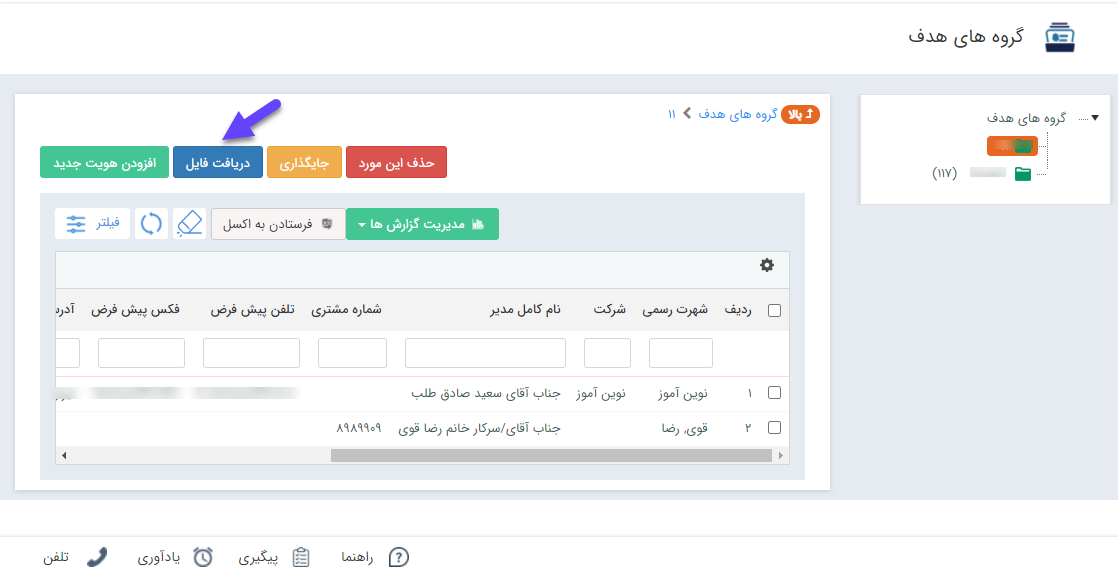 گروه های هدف
بالا گروه های هدف ۱۱
گروه های هدف
(۱۱۷)
حذف این مورد جایگذاری دریافت فایل افزودن هویت جدید
مدیریت گزارش ها فرستادن به اکسل فیلتر
ردیف شهرت رسمی شرکت نام کامل مدیر شماره مشتری تلفن پیش فرض فکس پیش فرض آدرس
۱ نوین آموز نوین آموز جناب آقای سعید صادق طلب
۲ قوی, رضا جناب آقای/سرکار خانم رضا قوی ۸۹۸۹۹۰۹
راهنما پیگیری یادآوری تلفن